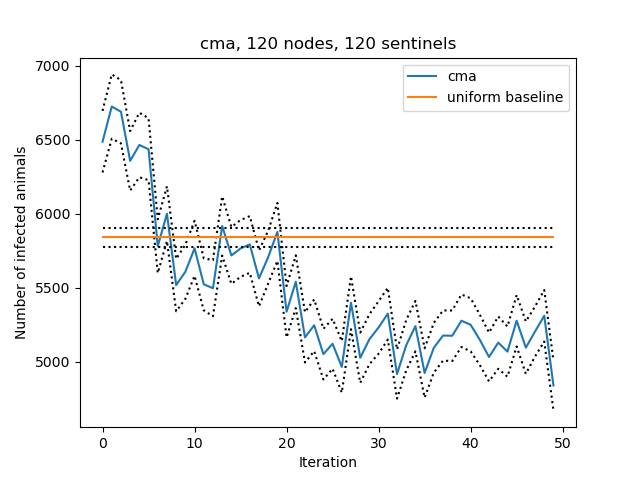 cma, 120 nodes, 120 sentinels
cma
uniform baseline
Number of infected animals
7000
6500
6000
5500
5000
0
10
20
30
40
50
Iteration